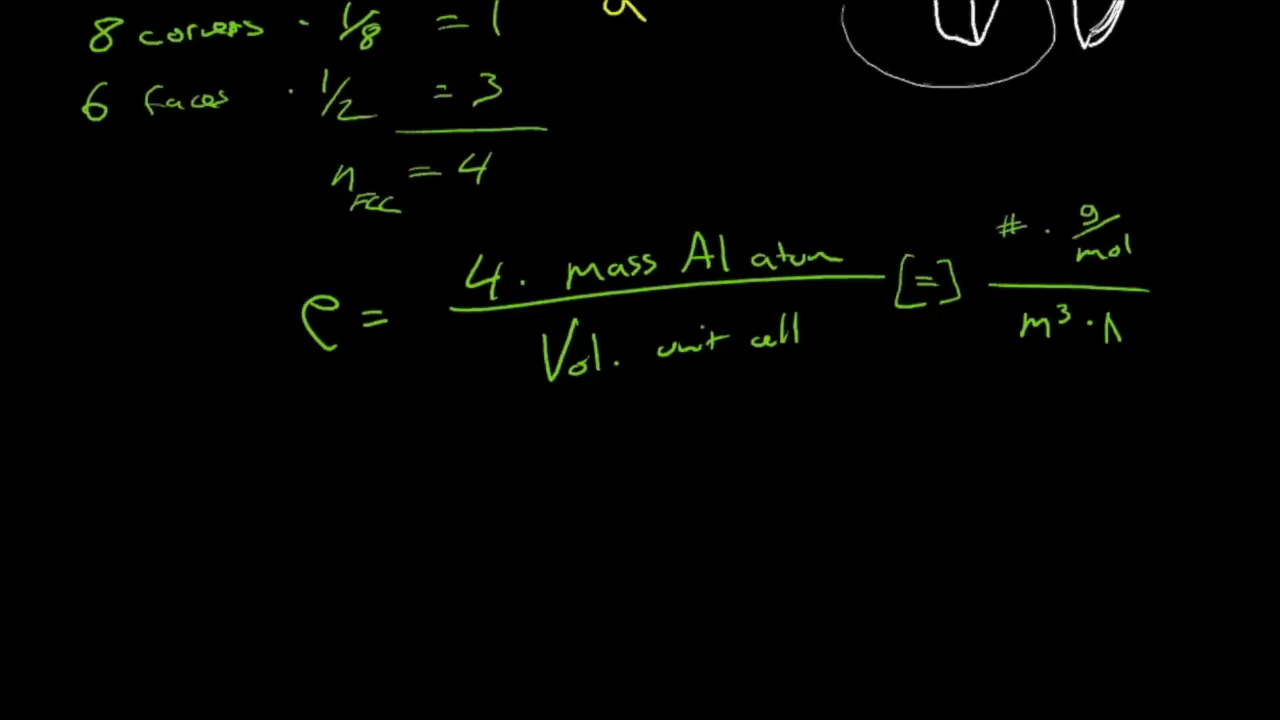 8 corners · 1/8 = 1
a
6 faces · 1/2 = 3
n FCC = 4
ρ = 4 · mass Al atom / Vol. unit cell [=] # · g/mol / m³ ·